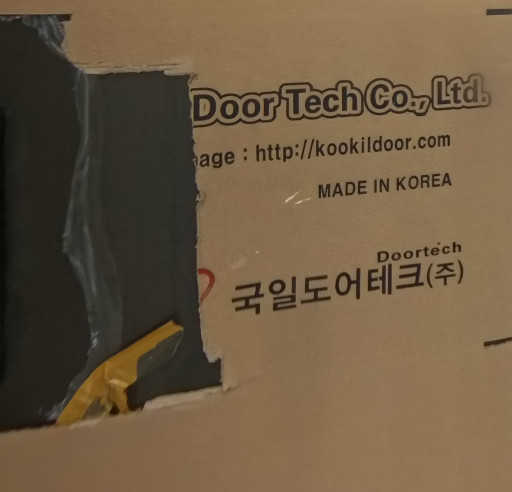 Door Tech Co., Ltd.
age : http://kookildoor.com
MADE IN KOREA
Doortech
국일도어테크(주)